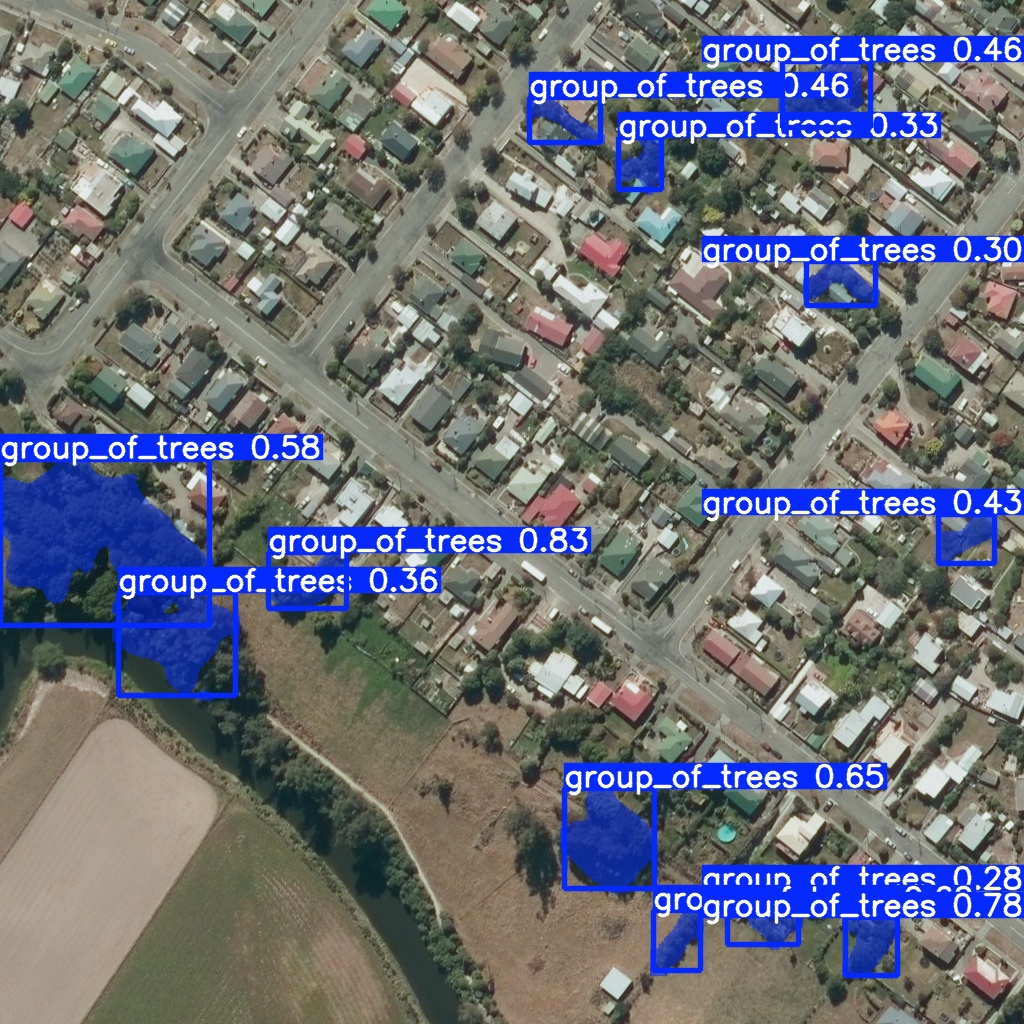 group_of_trees 0.46
group_of_trees 0.46
group_of_trees 0.33
group_of_trees 0.30
group_of_trees 0.58
group_of_trees 0.43
group_of_trees 0.83
group_of_trees 0.36
group_of_trees 0.65
group_of_trees 0.28
gro
group_of_trees 0.78